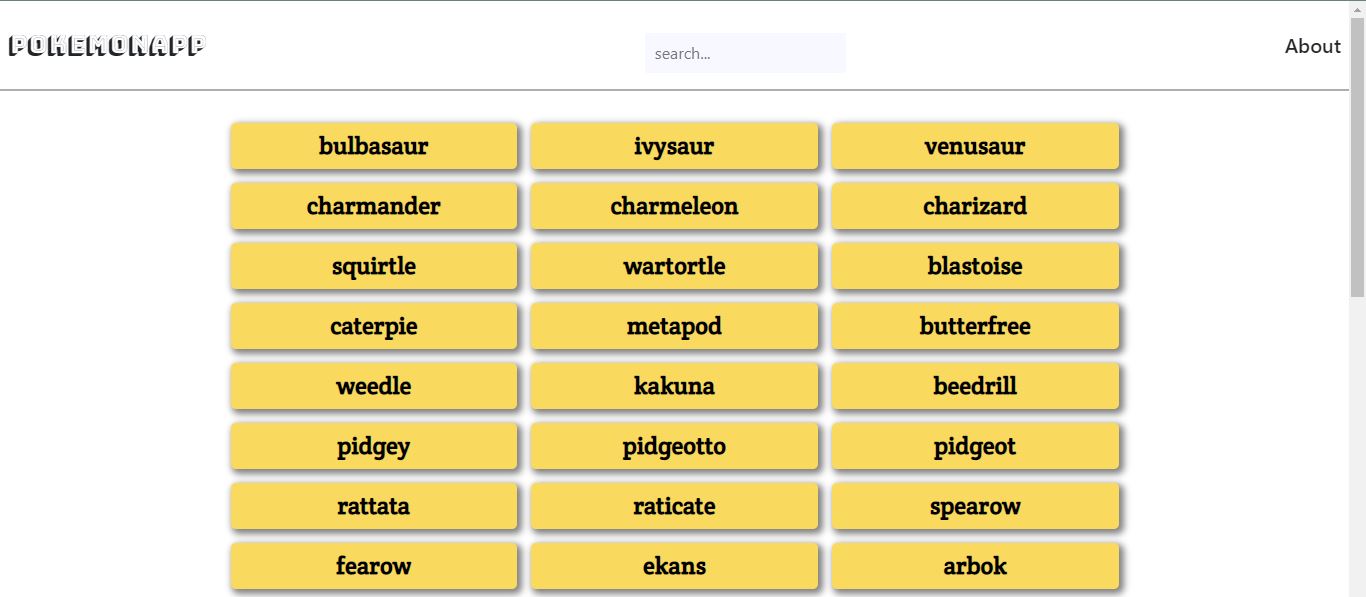 POKEMONAPP
search...
About
bulbasaur ivysaur venusaur
charmander charmeleon charizard
squirtle wartortle blastoise
caterpie metapod butterfree
weedle kakuna beedrill
pidgey pidgeotto pidgeot
rattata raticate spearow
fearow ekans arbok